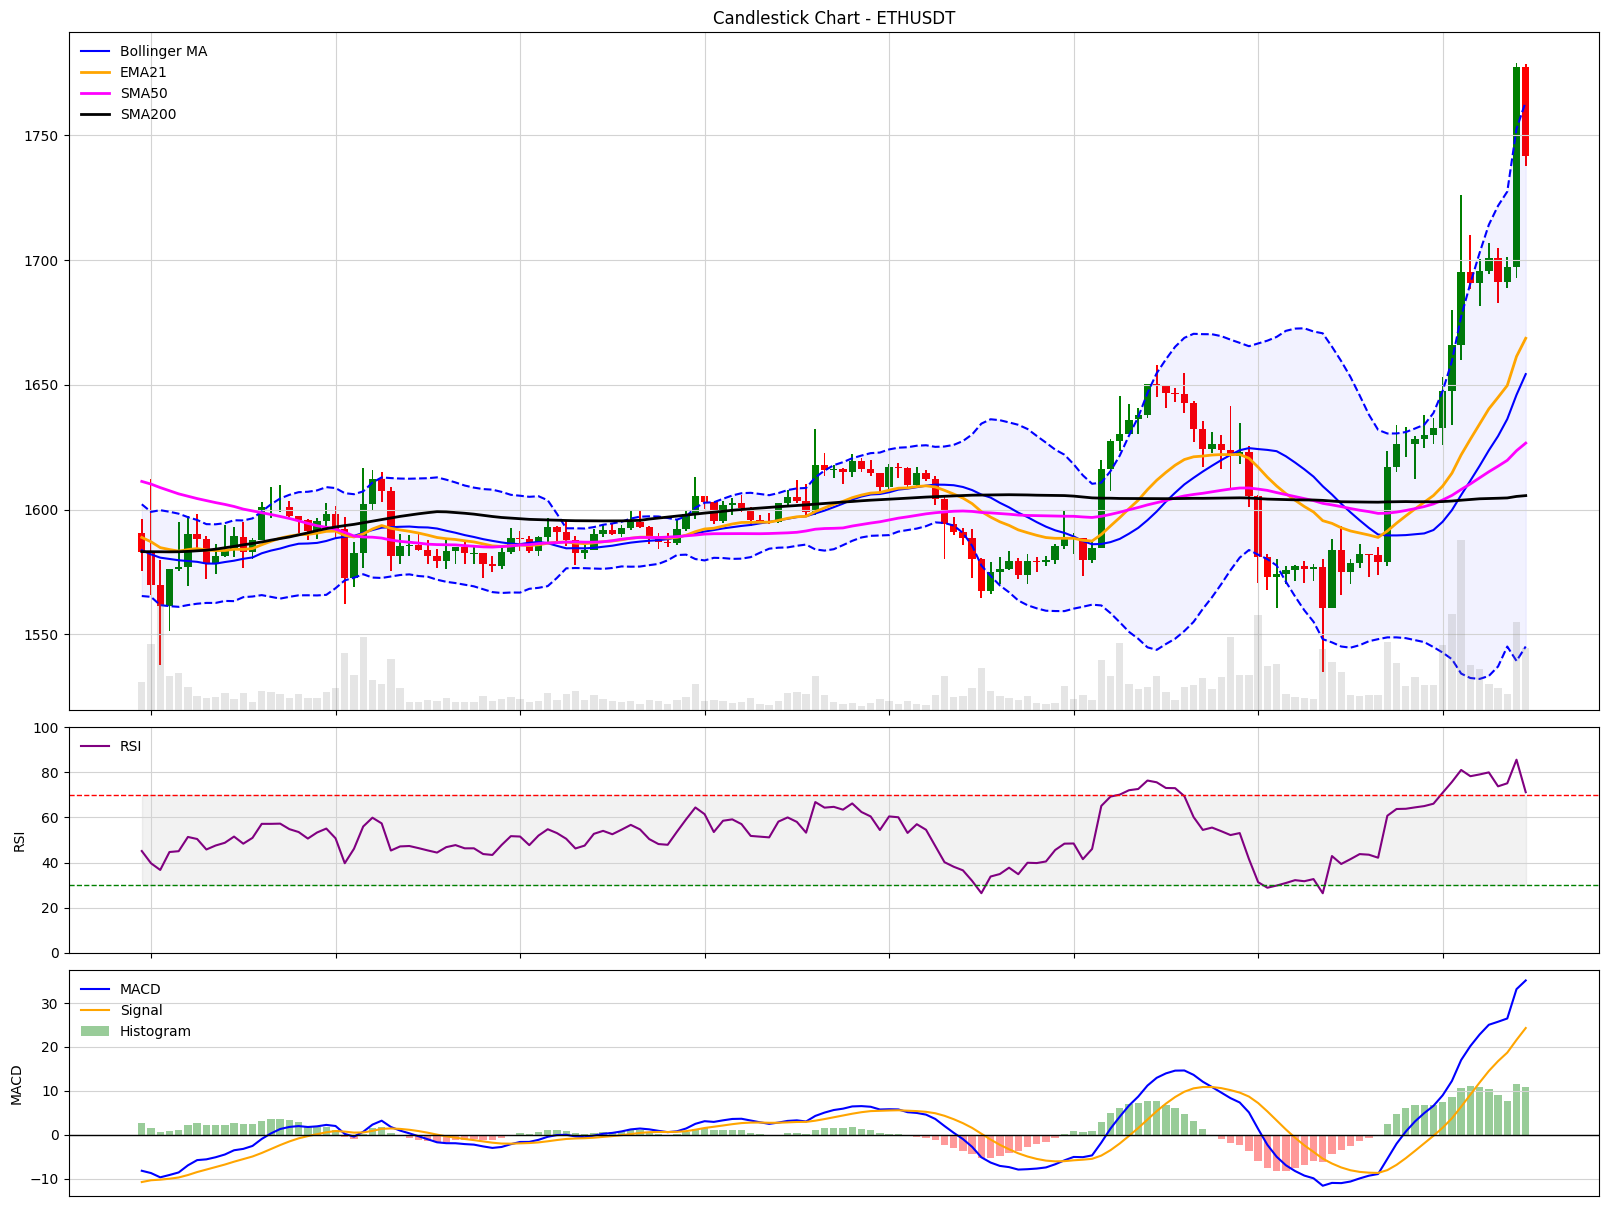 Candlestick Chart - ETHUSDT
Bollinger MA
EMA21
SMA50
SMA200
1750
1700
1650
1600
1550
RSI
100
80
60
40
20
0
RSI
MACD
Signal
Histogram
30
20
10
0
−10
MACD